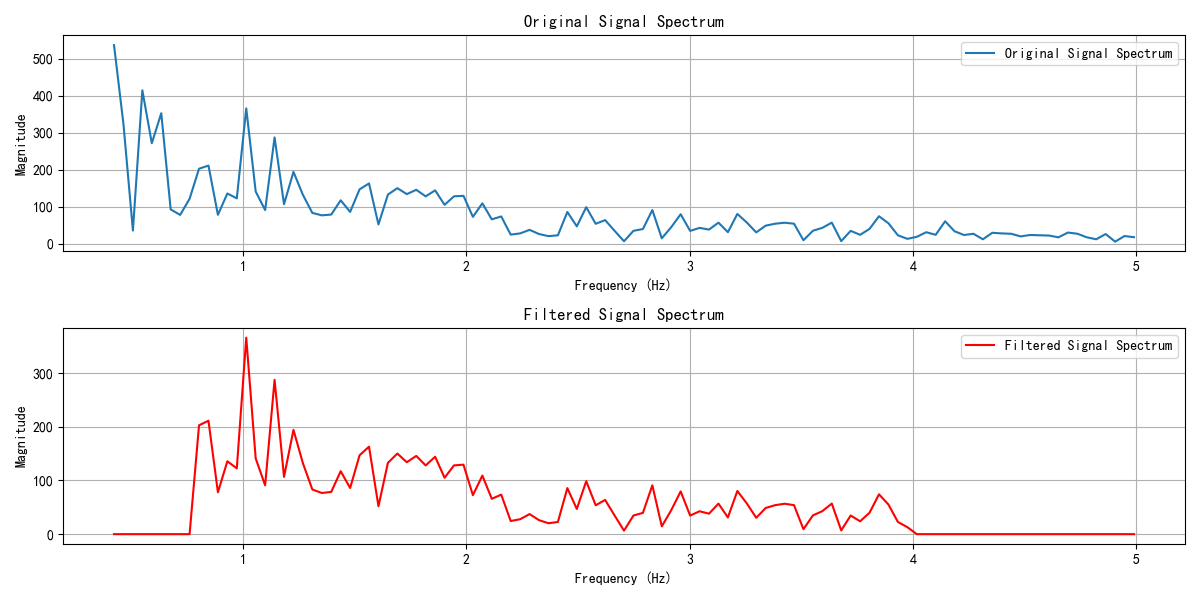 Original Signal Spectrum
Original Signal Spectrum
Magnitude
500
400
300
200
100
0
1 2 3 4 5
Frequency (Hz)
Filtered Signal Spectrum
Filtered Signal Spectrum
Magnitude
300
200
100
0
1 2 3 4 5
Frequency (Hz)